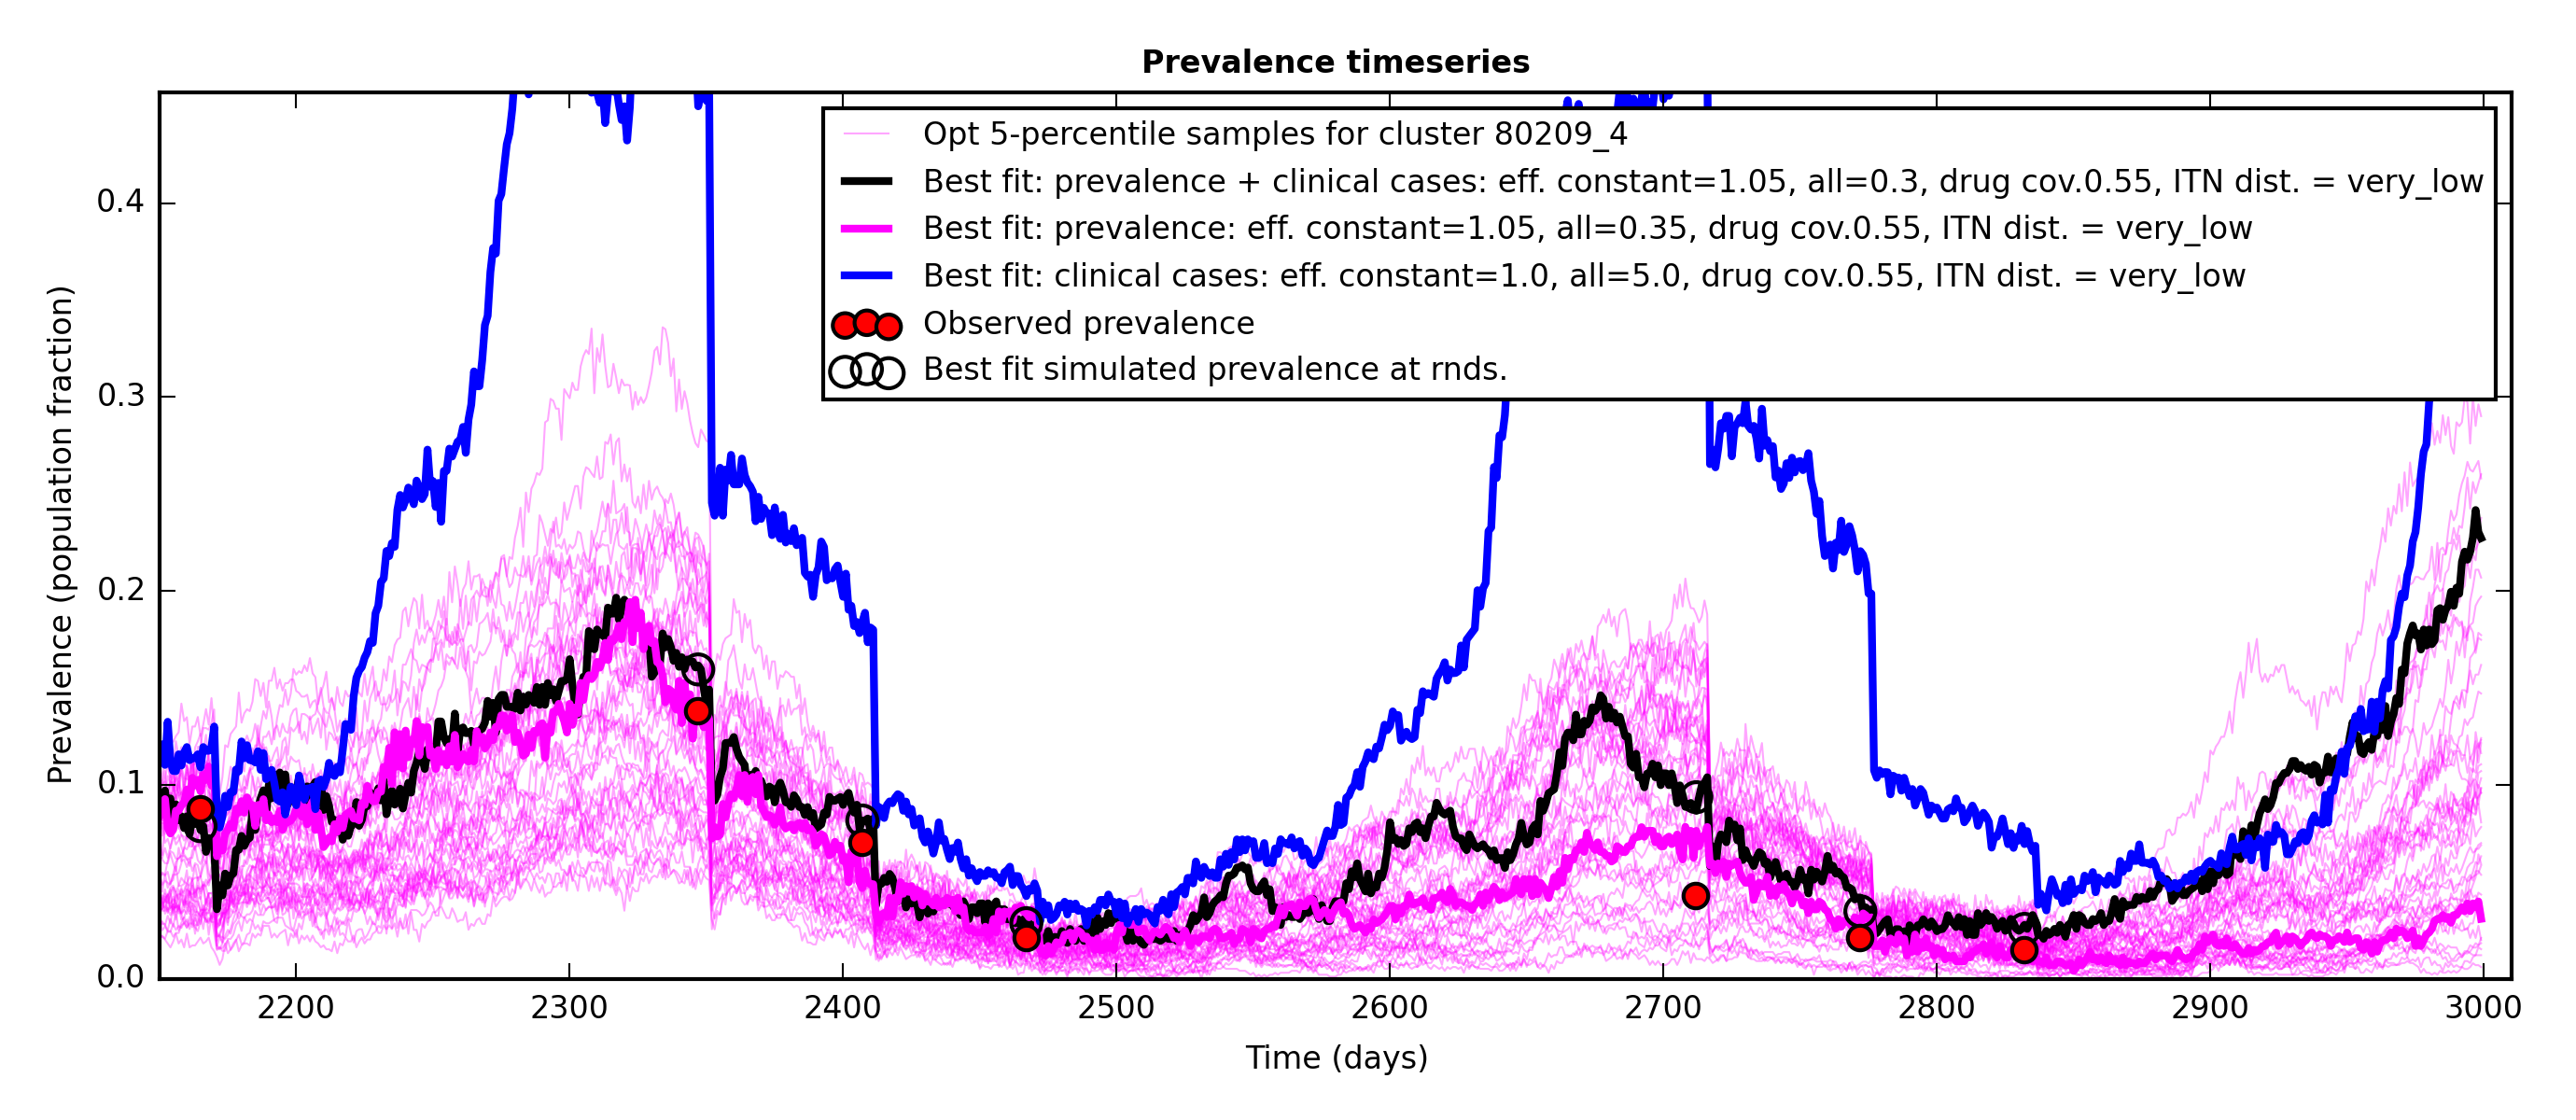 Prevalence timeseries
Opt 5-percentile samples for cluster 80209_4
Best fit: prevalence + clinical cases: eff. constant=1.05, all=0.3, drug cov.0.55, ITN dist. = very_low
Best fit: prevalence: eff. constant=1.05, all=0.35, drug cov.0.55, ITN dist. = very_low
Best fit: clinical cases: eff. constant=1.0, all=5.0, drug cov.0.55, ITN dist. = very_low
Observed prevalence
Best fit simulated prevalence at rnds.
Prevalence (population fraction)
0.4
0.3
0.2
0.1
0.0
2200 2300 2400 2500 2600 2700 2800 2900 3000
Time (days)